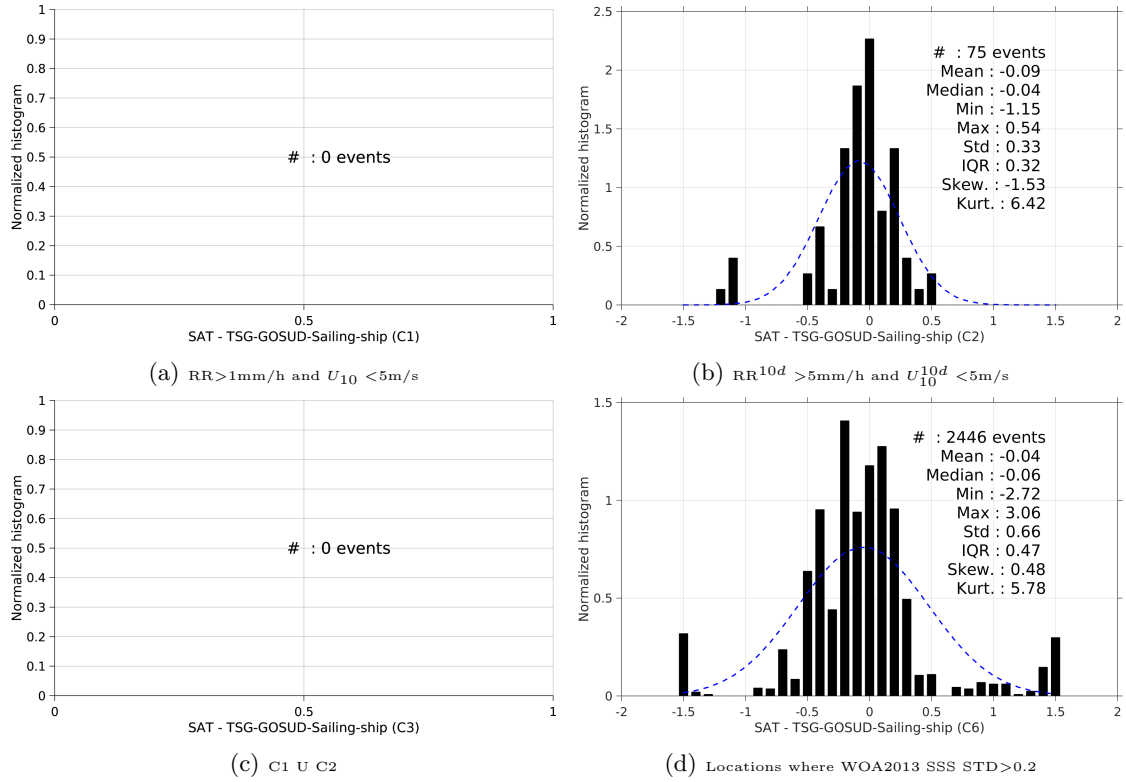 1
0.9
0.8
0.7
0.6
0.5
0.4
0.3
0.2
0.1
0
Normalized histogram
# : 0 events
0 0.5 1
SAT - TSG-GOSUD-Sailing-ship (C1)
(a) RR>1mm/h and U10 <5m/s
2.5
2
1.5
1
0.5
0
Normalized histogram
# : 75 events
Mean : -0.09
Median : -0.04
Min : -1.15
Max : 0.54
Std : 0.33
IQR : 0.32
Skew. : -1.53
Kurt. : 6.42
-2 -1.5 -1 -0.5 0 0.5 1 1.5 2
SAT - TSG-GOSUD-Sailing-ship (C2)
(b) RR10d >5mm/h and U10d10 <5m/s
1
0.9
0.8
0.7
0.6
0.5
0.4
0.3
0.2
0.1
0
Normalized histogram
# : 0 events
0 0.5 1
SAT - TSG-GOSUD-Sailing-ship (C3)
(c) C1 U C2
1.5
1
0.5
0
Normalized histogram
# : 2446 events
Mean : -0.04
Median : -0.06
Min : -2.72
Max : 3.06
Std : 0.66
IQR : 0.47
Skew. : 0.48
Kurt. : 5.78
-2 -1.5 -1 -0.5 0 0.5 1 1.5 2
SAT - TSG-GOSUD-Sailing-ship (C6)
(d) Locations where WOA2013 SSS STD>0.2